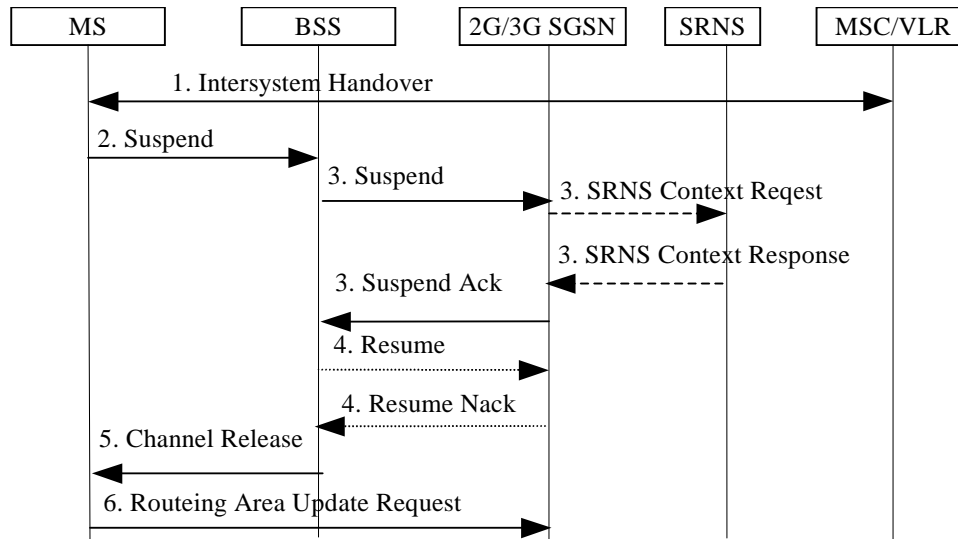 MS
BSS
2G/3G SGSN
SRNS
MSC/VLR
1. Intersystem Handover
2. Suspend
3. Suspend
3. SRNS Context Reqest
3. SRNS Context Response
3. Suspend Ack
4. Resume
4. Resume Nack
5. Channel Release
6. Routeing Area Update Request